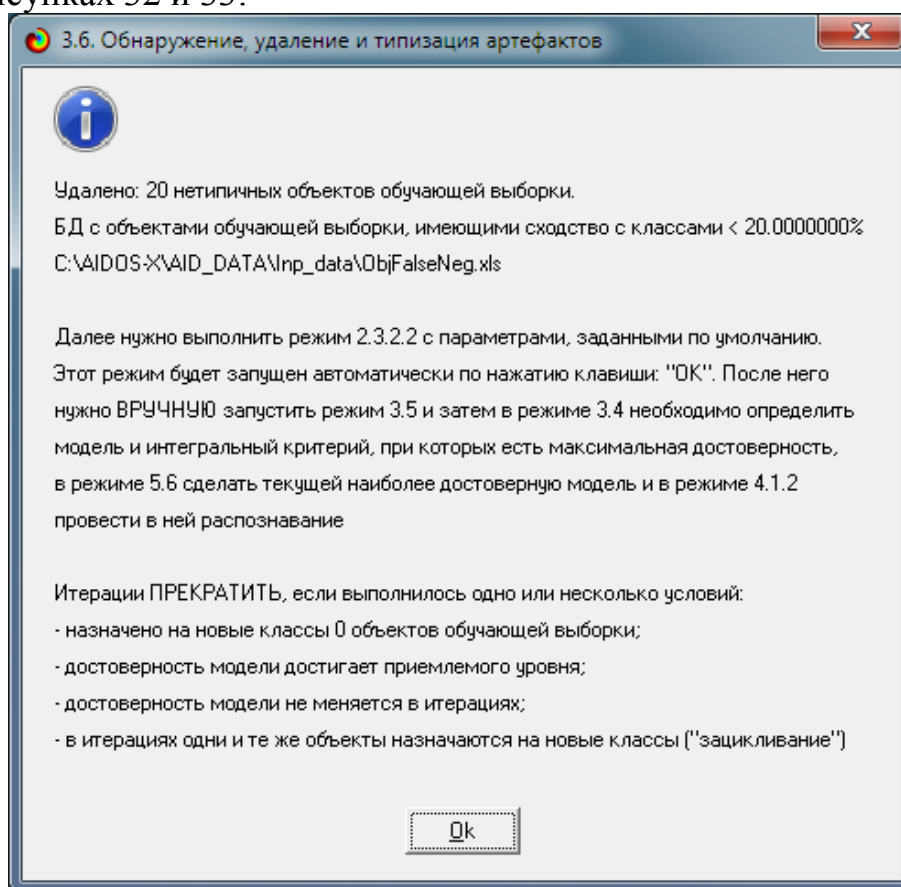 3.6. Обнаружение, удаление и типизация артефактов
Удалено: 20 нетипичных объектов обучающей выборки.
БД с объектами обучающей выборки, имеющими сходство с классами < 20.0000000%
C:\AIDOS-X\AID_DATA\Inp_data\ObjFalseNeg.xls
Далее нужно выполнить режим 2.3.2.2 с параметрами, заданными по умолчанию.
Этот режим будет запущен автоматически по нажатию клавиши: "ОК". После него
нужно ВРУЧНУЮ запустить режим 3.5 и затем в режиме 3.4 необходимо определить
модель и интегральный критерий, при которых есть максимальная достоверность,
в режиме 5.6 сделать текущей наиболее достоверную модель и в режиме 4.1.2
провести в ней распознавание
Итерации ПРЕКРАТИТЬ, если выполнилось одно или несколько условий:
- назначено на новые классы 0 объектов обучающей выборки;
- достоверность модели достигает приемлемого уровня;
- достоверность модели не меняется в итерациях;
- в итерациях одни и те же объекты назначаются на новые классы ("зацикливание")
Ok